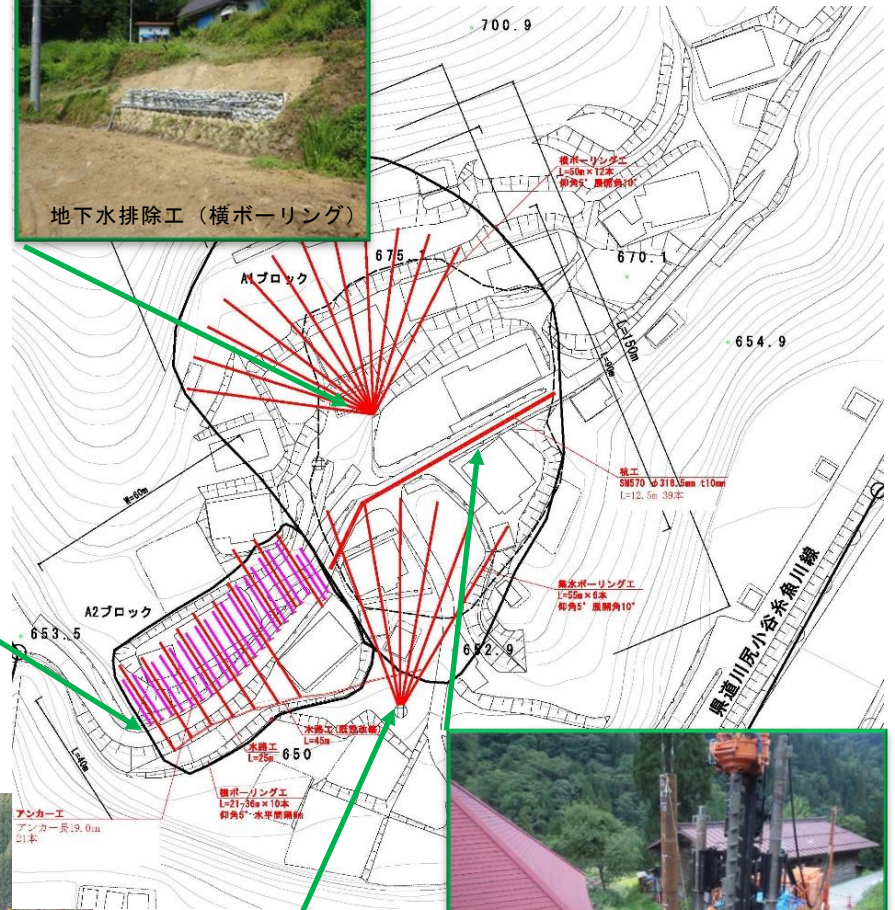 地下水排除工（横ボーリング）
700.9
横ボーリング工
L=50m×12本
仰角5° 展開角10°
675.1
A1ブロック
670.1
L=150m
654.9
杭工
SM570 φ318.5mm t10mm
L=12.5m 39本
W=60m
集水ボーリング工
L=55m×6本
仰角5° 展開角10°
A2ブロック
653.5
652.9
県道川尻小谷糸魚川線
水路工(既設改修)
L=45m
水路工
L=25m
650
L=40m
横ボーリング工
L=21~36m×10本
仰角5° 水平間隔
アンカー工
アンカー長19.0m
21本